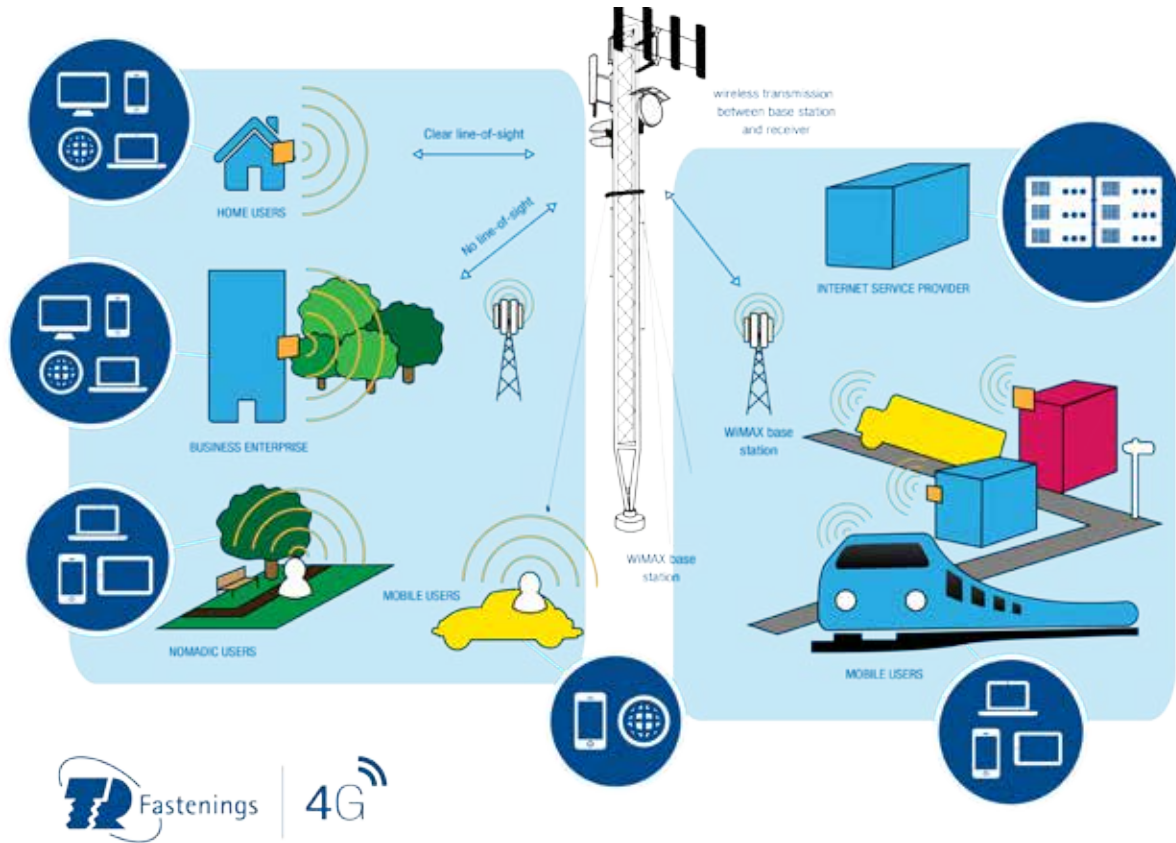 wireless transmission
between base station
and receiver
Clear line-of-sight
HOME USERS
No line-of-sight
INTERNET SERVICE PROVIDER
BUSINESS ENTERPRISE
WiMAX base
station
WiMAX base
station
MOBILE USERS
NOMADIC USERS
MOBILE USERS
TR Fastenings
4G